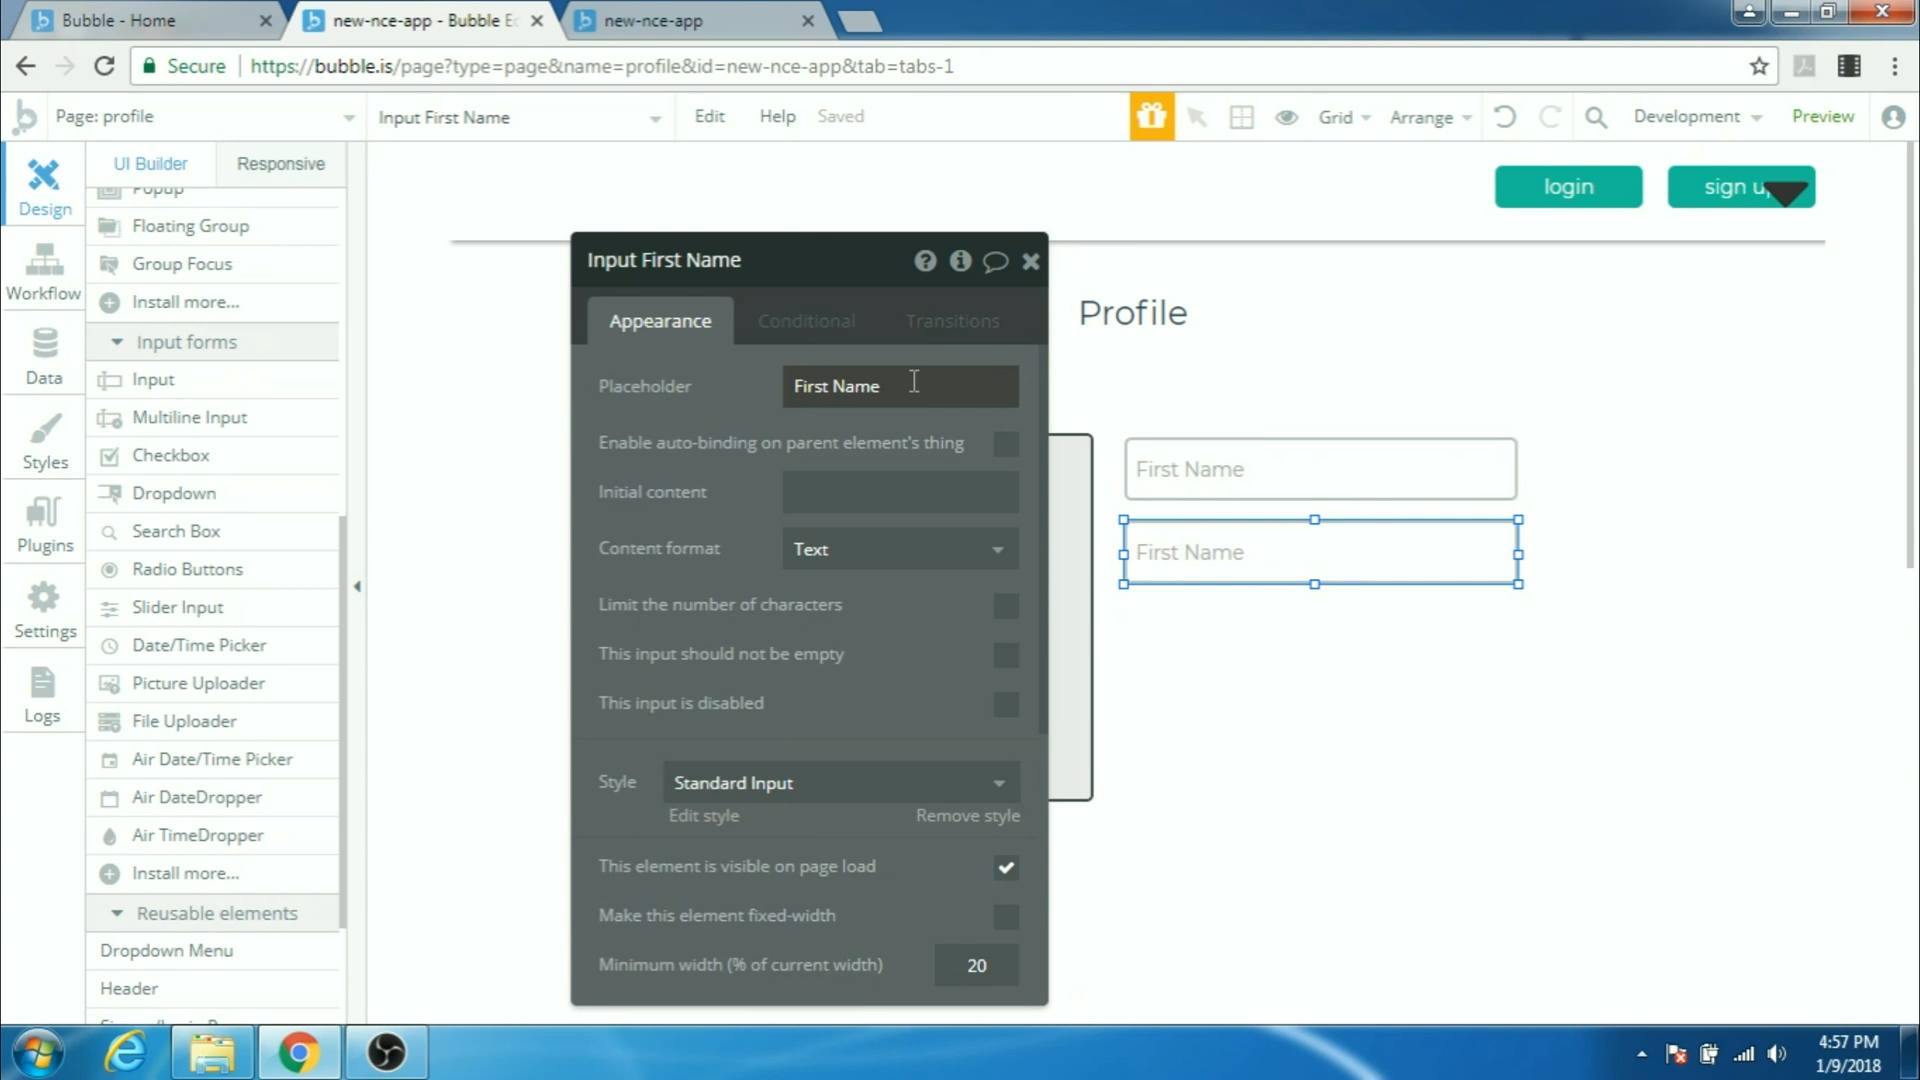 Bubble - Home
new-nce-app - Bubble E
new-nce-app
Secure
https://bubble.is/page?type=page&name=profile&id=new-nce-app&tab=tabs-1
Page: profile
Input First Name
Edit
Help
Saved
Grid
Arrange
Development
Preview
Design
Workflow
Data
Styles
Plugins
Settings
Logs
UI Builder
Responsive
Popup
Floating Group
Group Focus
Install more...
Input forms
Input
Multiline Input
Checkbox
Dropdown
Search Box
Radio Buttons
Slider Input
Date/Time Picker
Picture Uploader
File Uploader
Air Date/Time Picker
Air DateDropper
Air TimeDropper
Install more...
Reusable elements
Dropdown Menu
Header
Input First Name
Appearance
Conditional
Transitions
Placeholder
First Name
Enable auto-binding on parent element's thing
Initial content
Content format
Text
Limit the number of characters
This input should not be empty
This input is disabled
Style
Standard Input
Edit style
Remove style
This element is visible on page load
Make this element fixed-width
Minimum width (% of current width)
20
login
sign u
Profile
First Name
First Name
4:57 PM
1/9/2018